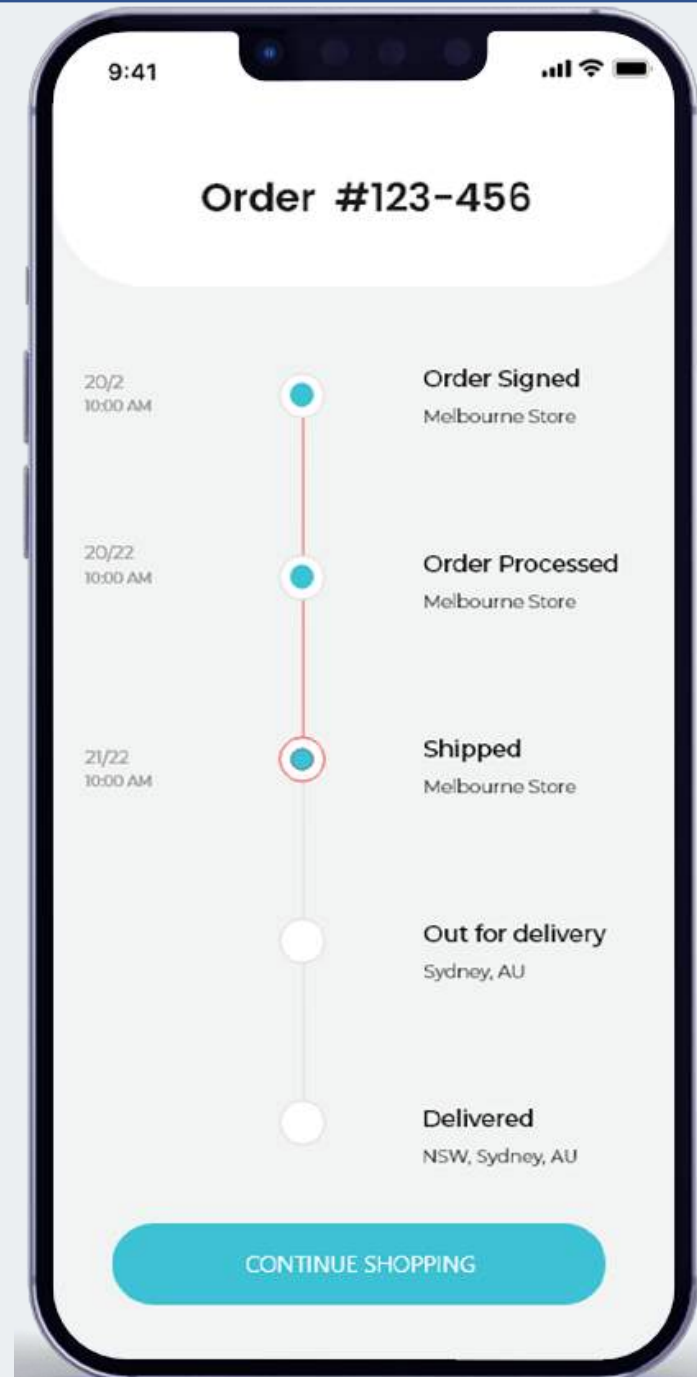 9:41
Order #123-456
20/2
10:00 AM
Order Signed
Melbourne Store
20/22
10:00 AM
Order Processed
Melbourne Store
21/22
10:00 AM
Shipped
Melbourne Store
Out for delivery
Sydney, AU
Delivered
NSW, Sydney, AU
CONTINUE SHOPPING